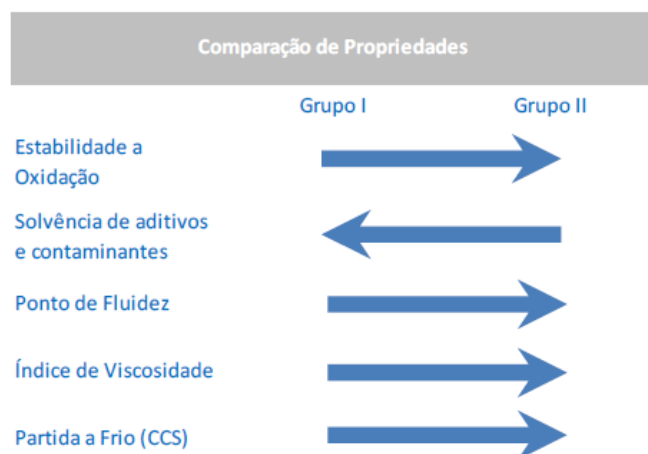 Comparação de Propriedades
Grupo I Grupo II
Estabilidade a
Oxidação
Solvência de aditivos
e contaminantes
Ponto de Fluidez
Índice de Viscosidade
Partida a Frio (CCS)